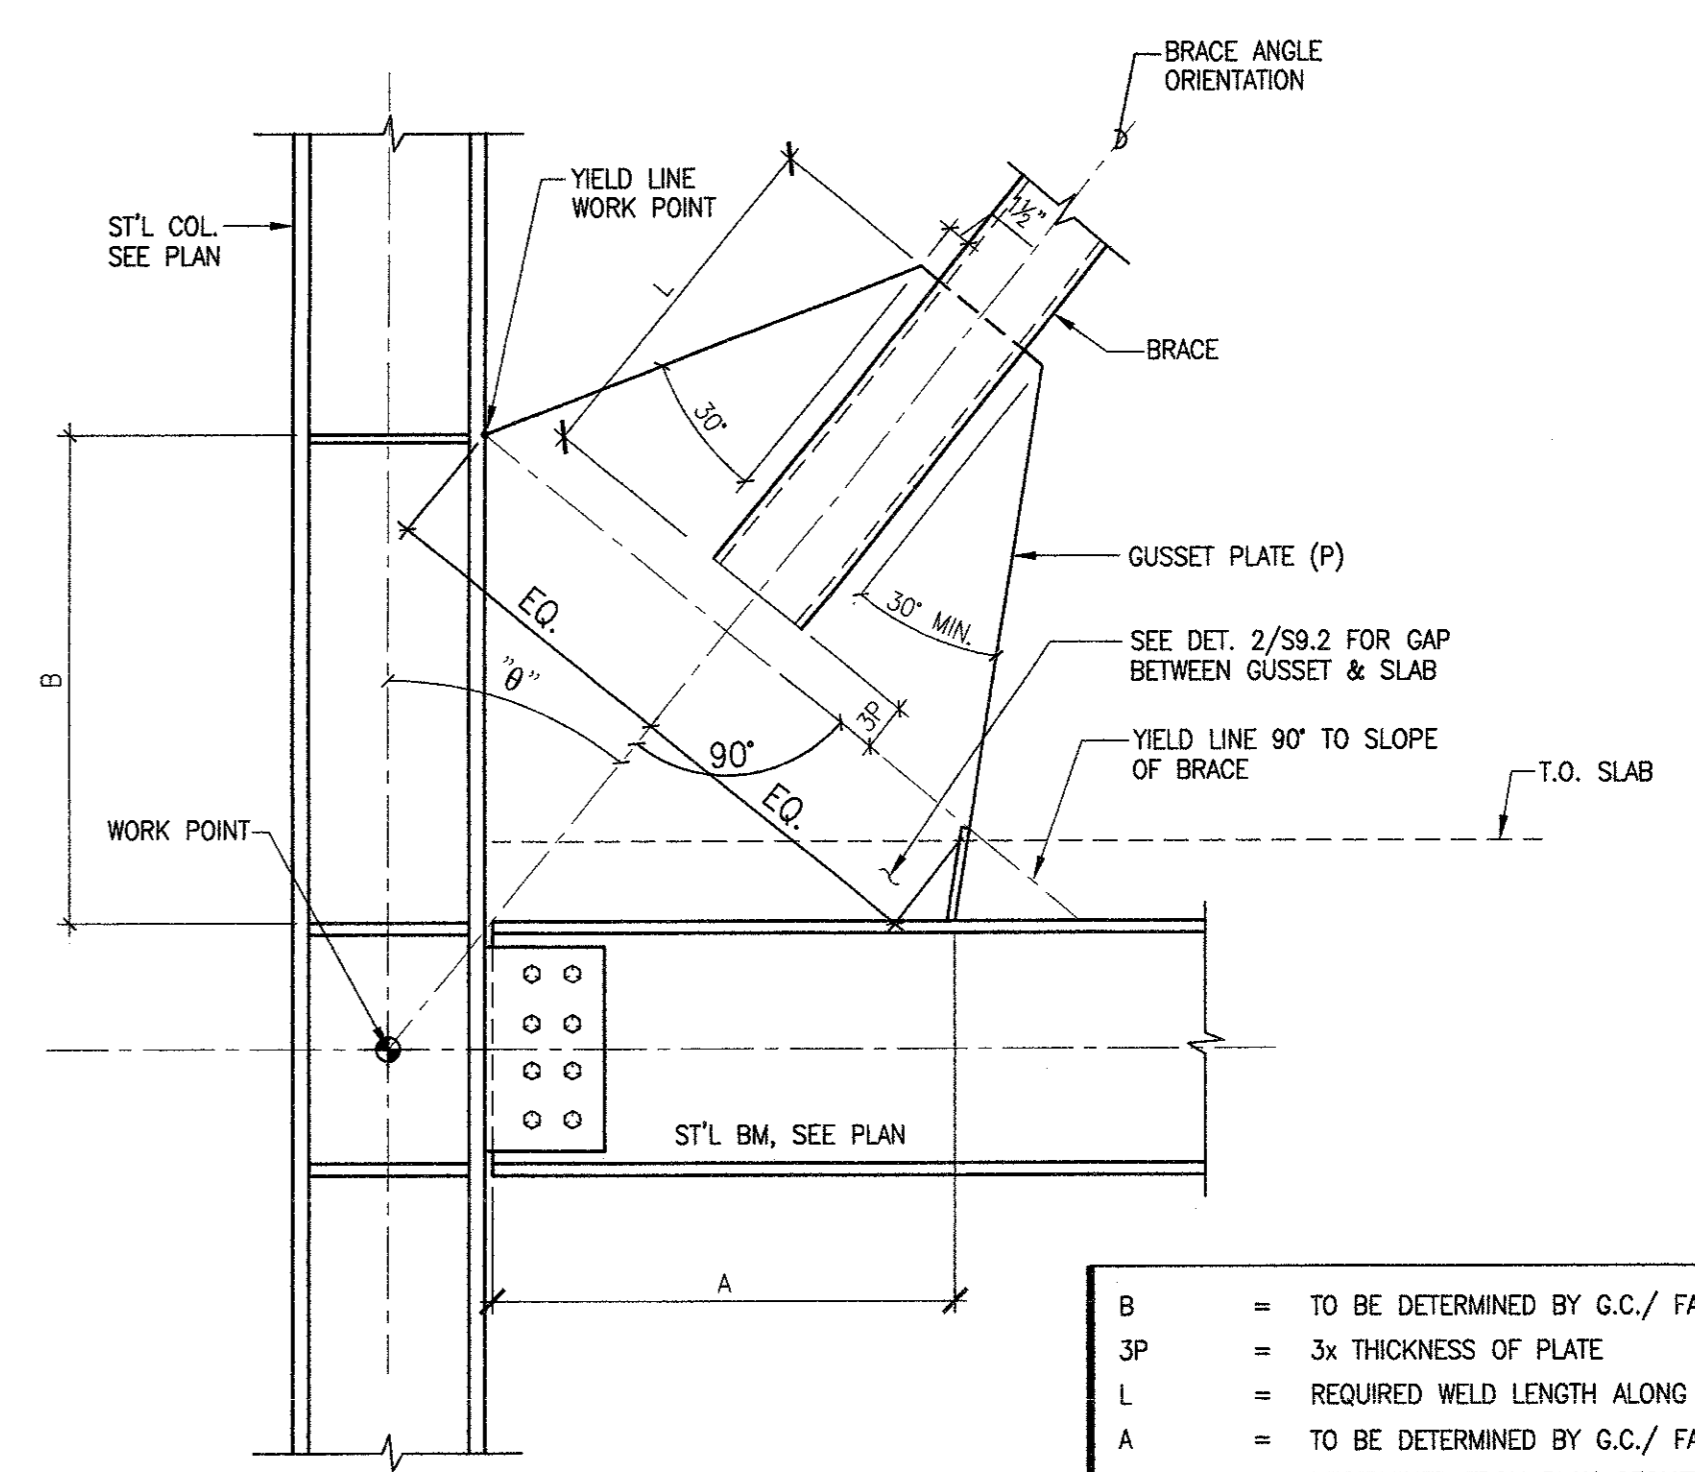 BRACE ANGLE
ORIENTATION
YIELD LINE
WORK POINT
1½"
ST'L COL.
SEE PLAN
L
BRACE
30°
GUSSET PLATE (P)
EQ.
30° MIN.
SEE DET. 2/S9.2 FOR GAP
BETWEEN GUSSET & SLAB
B
"θ"
3P
90°
YIELD LINE 90° TO SLOPE
OF BRACE
T.O. SLAB
EQ.
WORK POINT
ST'L BM, SEE PLAN
A
B = TO BE DETERMINED BY G.C./ FA
3P = 3x THICKNESS OF PLATE
L = REQUIRED WELD LENGTH ALONG
A = TO BE DETERMINED BY G.C./ FA